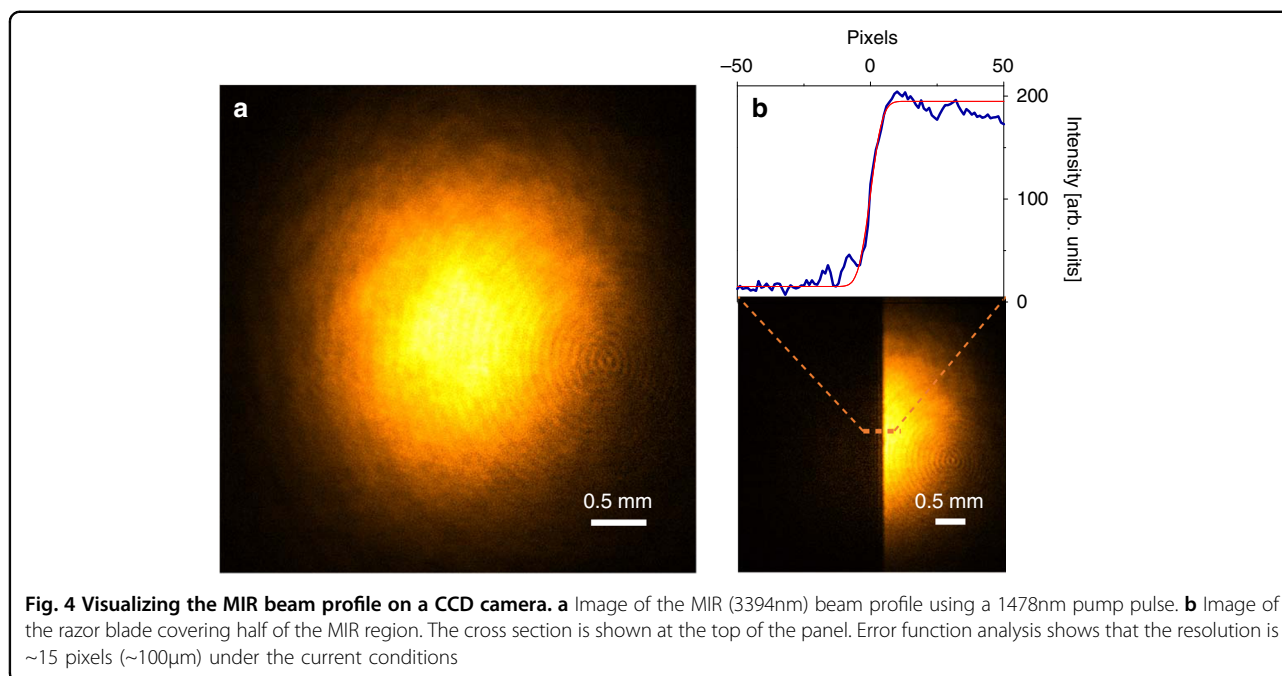 a
0.5 mm
b
Pixels
–50 0 50
200
100
0
Intensity [arb. units]
0.5 mm
Fig. 4 Visualizing the MIR beam profile on a CCD camera. a Image of the MIR (3394nm) beam profile using a 1478nm pump pulse. b Image of
the razor blade covering half of the MIR region. The cross section is shown at the top of the panel. Error function analysis shows that the resolution is
~15 pixels (~100μm) under the current conditions